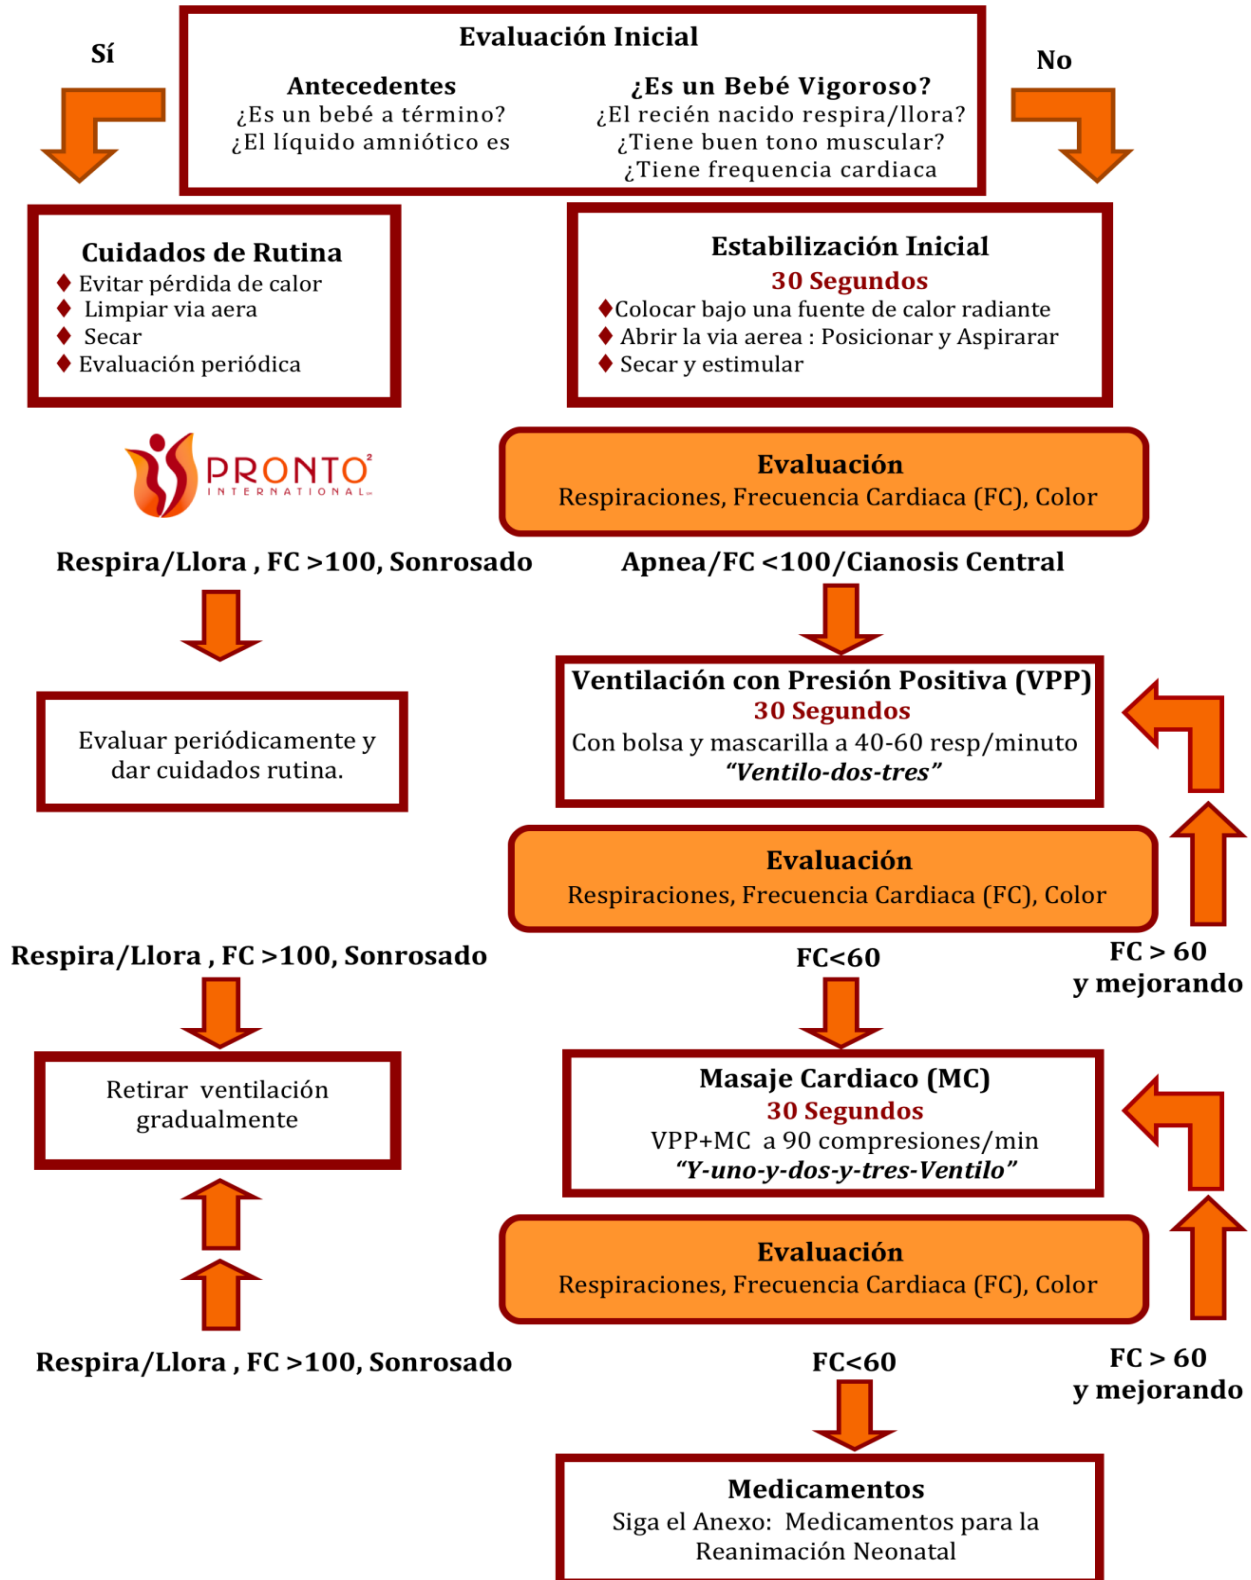 Evaluación Inicial
Sí
No
Antecedentes
¿Es un bebé a término?
¿El líquido amniótico es
¿Es un Bebé Vigoroso?
¿El recién nacido respira/llora?
¿Tiene buen tono muscular?
¿Tiene frequencia cardiaca
Cuidados de Rutina
♦ Evitar pérdida de calor
♦ Limpiar via aera
♦ Secar
♦ Evaluación periódica
Estabilización Inicial
30 Segundos
♦Colocar bajo una fuente de calor radiante
♦ Abrir la via aerea : Posicionar y Aspirarar
♦ Secar y estimular
PRONTO²
INTERNATIONAL
Evaluación
Respiraciones, Frecuencia Cardiaca (FC), Color
Respira/Llora , FC >100, Sonrosado
Apnea/FC <100/Cianosis Central
Evaluar periódicamente y
dar cuidados rutina.
Ventilación con Presión Positiva (VPP)
30 Segundos
Con bolsa y mascarilla a 40-60 resp/minuto
“Ventilo-dos-tres”
Evaluación
Respiraciones, Frecuencia Cardiaca (FC), Color
Respira/Llora , FC >100, Sonrosado
FC<60
FC > 60
y mejorando
Retirar ventilación
gradualmente
Masaje Cardiaco (MC)
30 Segundos
VPP+MC a 90 compresiones/min
“Y-uno-y-dos-y-tres-Ventilo”
Evaluación
Respiraciones, Frecuencia Cardiaca (FC), Color
Respira/Llora , FC >100, Sonrosado
FC<60
FC > 60
y mejorando
Medicamentos
Siga el Anexo: Medicamentos para la
Reanimación Neonatal